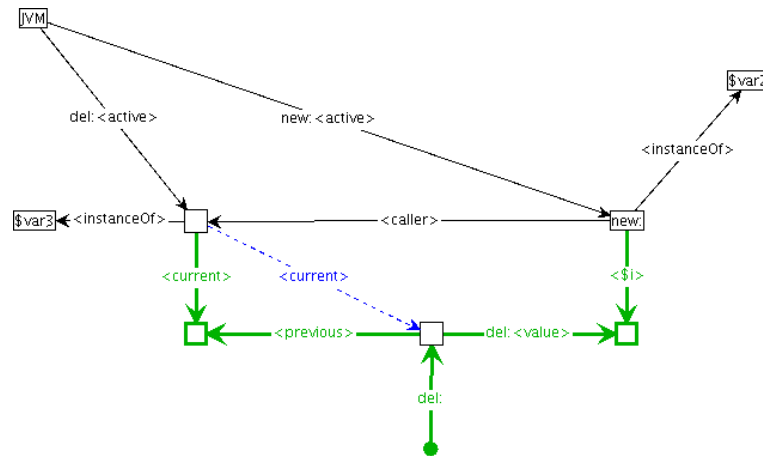 JVM
$var2
del: <active>
new: <active>
<instanceOf>
$var3
<instanceOf>
<caller>
new:
<current>
<current>
<$i>
<previous>
del: <value>
del: